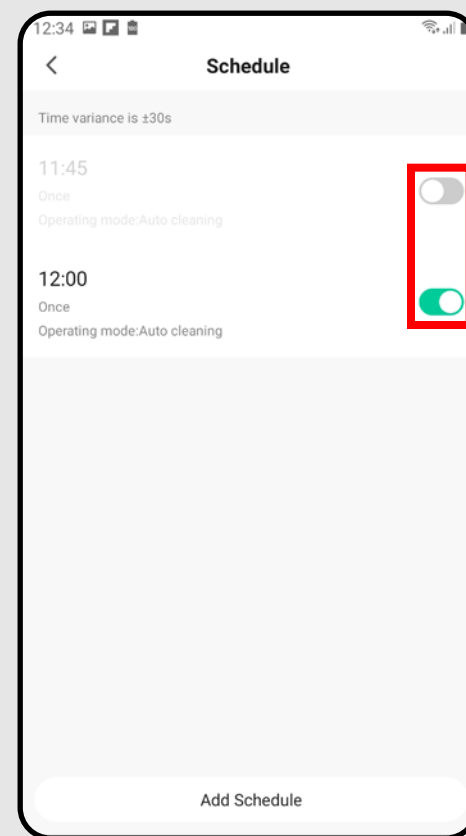 12:34
Schedule
Time variance is ±30s
11:45
Once
Operating mode:Auto cleaning
12:00
Once
Operating mode:Auto cleaning
Add Schedule